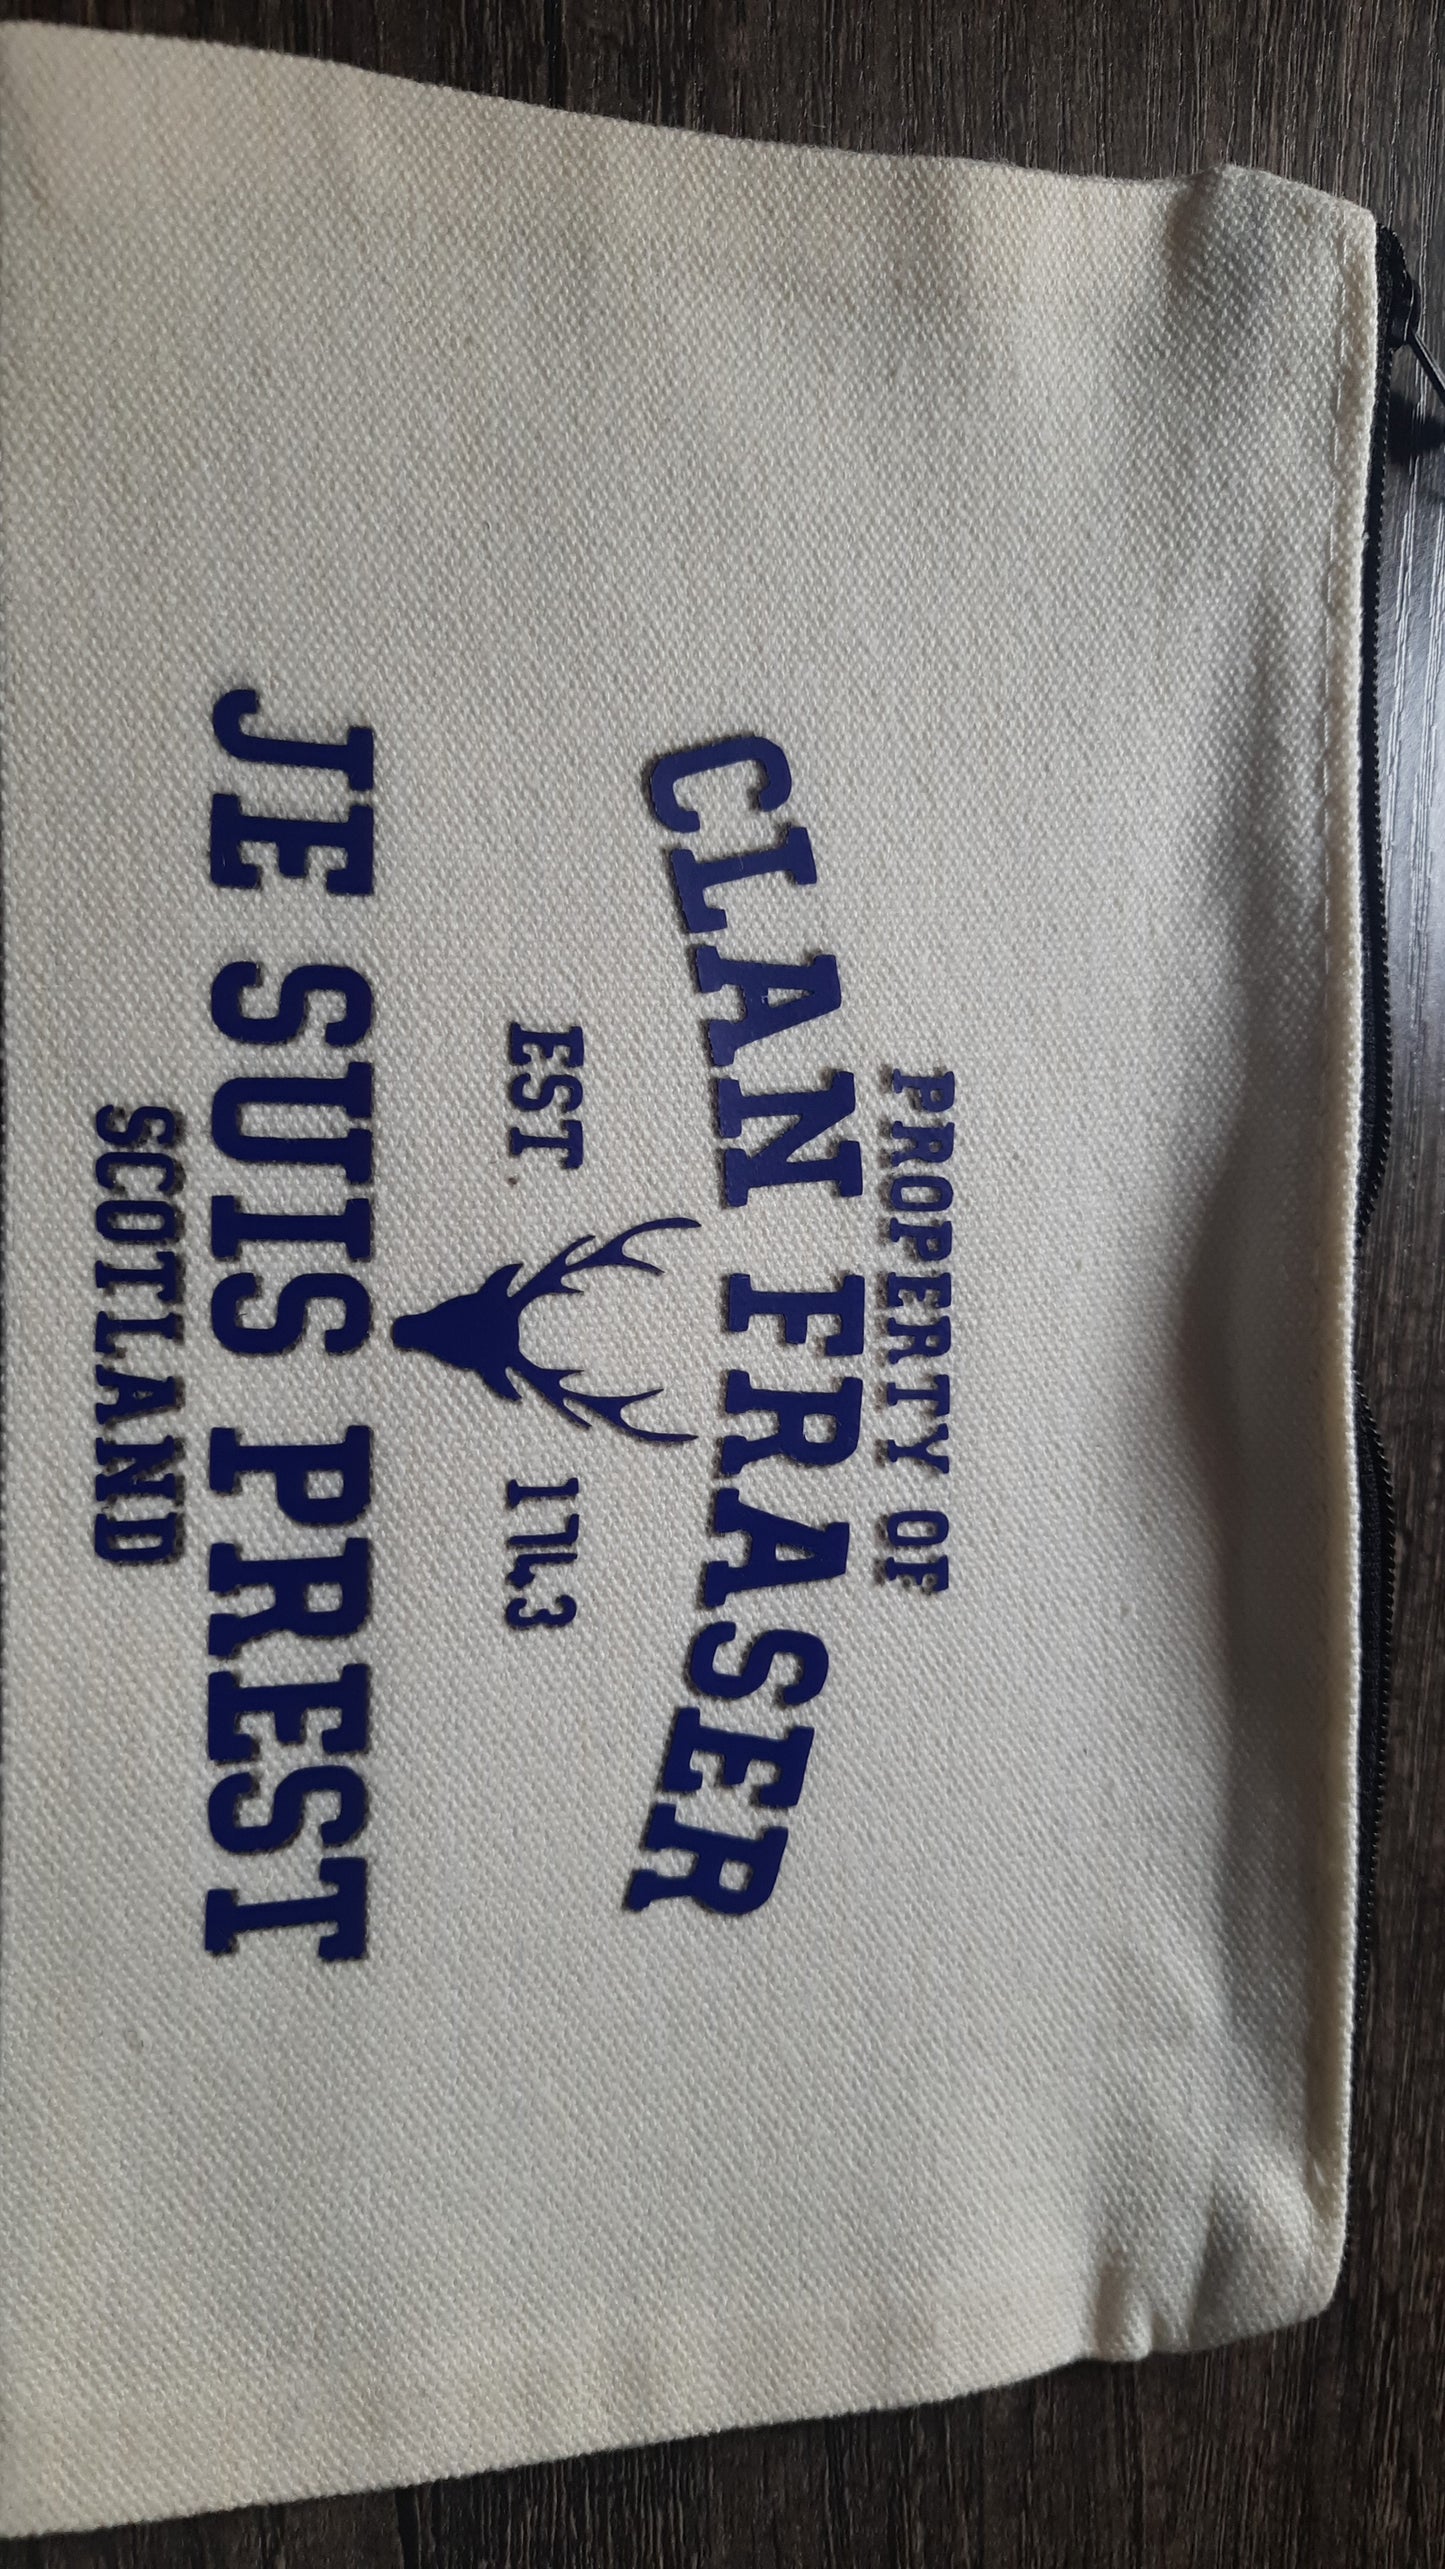 PROPERTY OF
CLAN FRASER
EST 1743
JE SUIS PREST
SCOTLAND